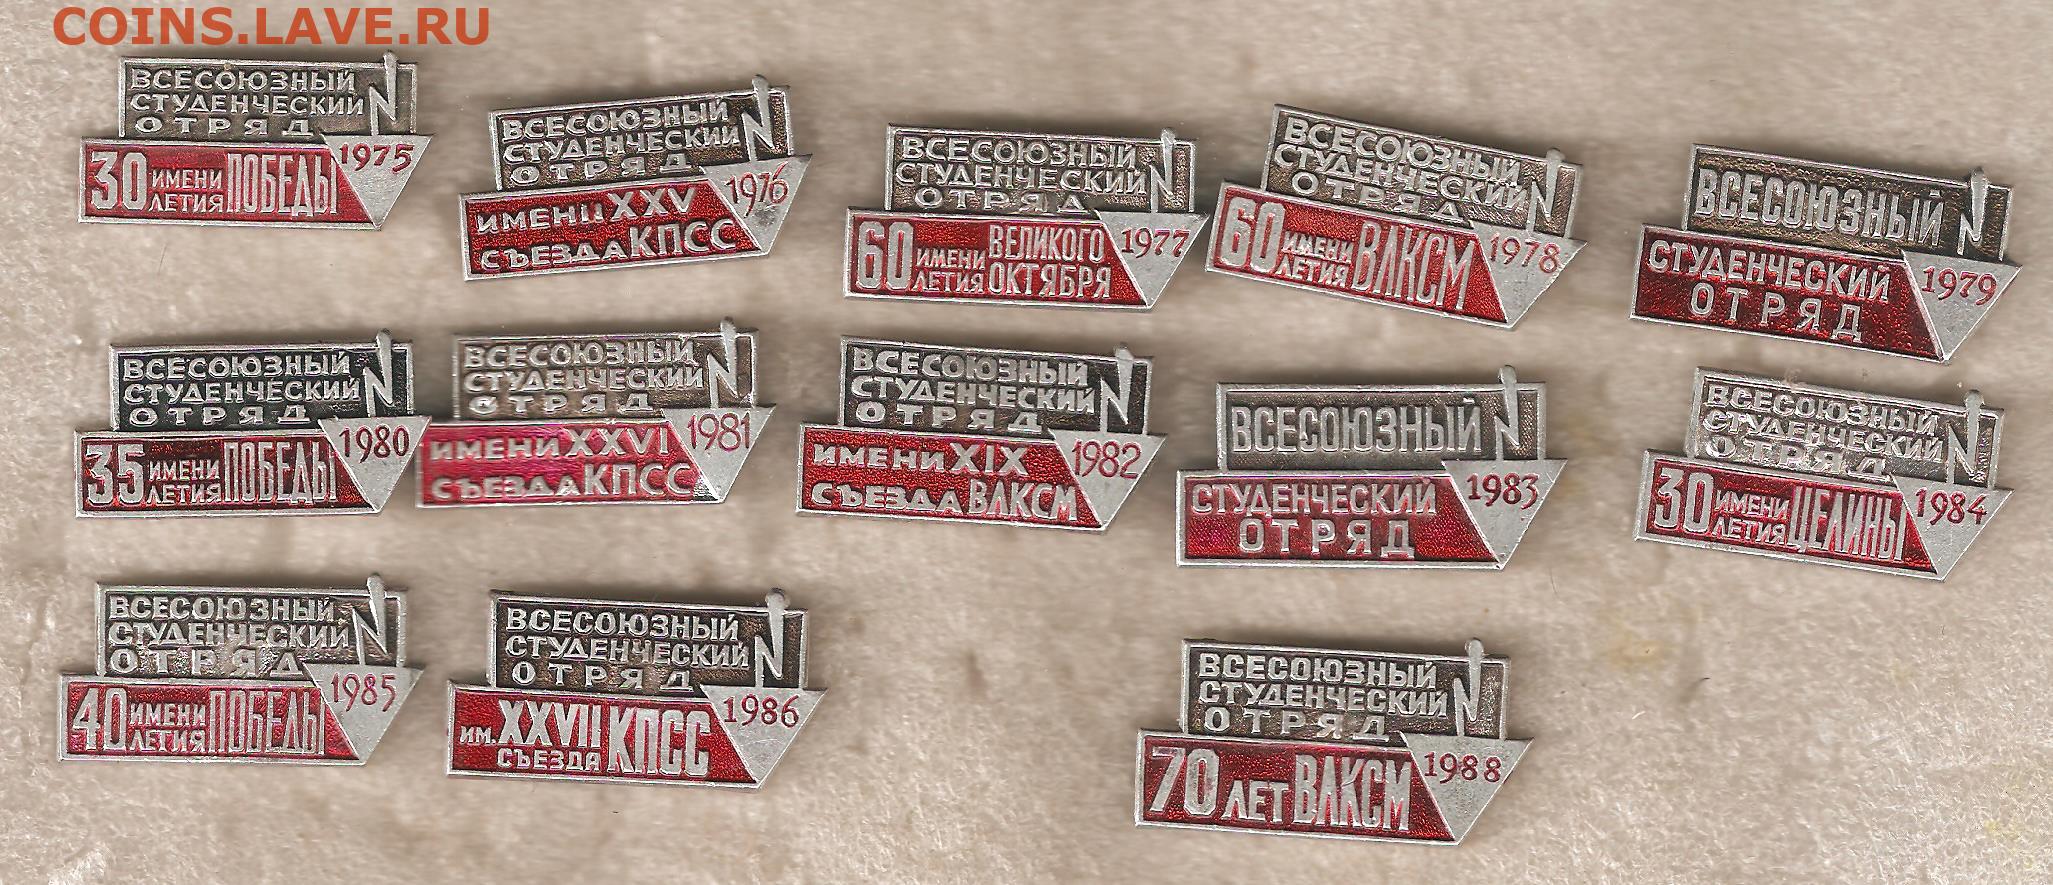 COINS.LAVE.RU
ВСЕСОЮЗНЫЙ
СТУДЕНЧЕСКИЙ
ОТРЯД
30 ИМЕНИ
ЛЕТИЯ ПОБЕДЫ
1975
ВСЕСОЮЗНЫЙ
СТУДЕНЧЕСКИЙ
ОТРЯД
ИМЕНИ XXV
СЪЕЗДА КПСС
1976
ВСЕСОЮЗНЫЙ
СТУДЕНЧЕСКИЙ
ОТРЯД
60 ИМЕНИ ВЕЛИКОГО
ЛЕТИЯ ОКТЯБРЯ
1977
ВСЕСОЮЗНЫЙ
СТУДЕНЧЕСКИЙ
ОТРЯД
60 ИМЕНИ
ЛЕТИЯ ВЛКСМ
1978
ВСЕСОЮЗНЫЙ
СТУДЕНЧЕСКИЙ
ОТРЯД
1979
ВСЕСОЮЗНЫЙ
СТУДЕНЧЕСКИЙ
ОТРЯД
35 ИМЕНИ
ЛЕТИЯ ПОБЕДЫ
1980
ВСЕСОЮЗНЫЙ
СТУДЕНЧЕСКИЙ
ОТРЯД
ИМЕНИ XXVI
СЪЕЗДА КПСС
1981
ВСЕСОЮЗНЫЙ
СТУДЕНЧЕСКИЙ
ОТРЯД
ИМЕНИ XIX
СЪЕЗДА ВЛКСМ
1982
ВСЕСОЮЗНЫЙ
СТУДЕНЧЕСКИЙ
ОТРЯД
1983
ВСЕСОЮЗНЫЙ
СТУДЕНЧЕСКИЙ
ОТРЯД
30 ИМЕНИ
ЛЕТИЯ ЦЕЛИНЫ
1984
ВСЕСОЮЗНЫЙ
СТУДЕНЧЕСКИЙ
ОТРЯД
40 ИМЕНИ
ЛЕТИЯ ПОБЕДЫ
1985
ВСЕСОЮЗНЫЙ
СТУДЕНЧЕСКИЙ
ОТРЯД
ИМ. XXVII
СЪЕЗДА КПСС
1986
ВСЕСОЮЗНЫЙ
СТУДЕНЧЕСКИЙ
ОТРЯД
70 ЛЕТ ВЛКСМ
1988